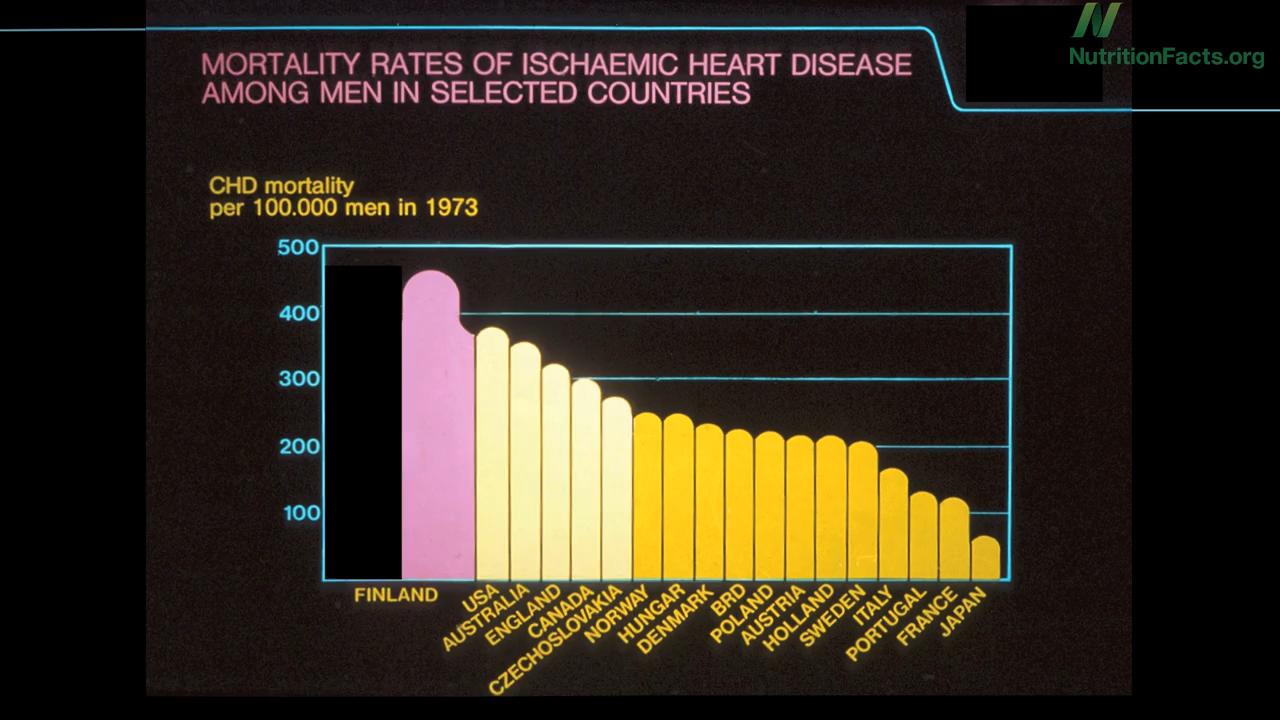 NutritionFacts.org
MORTALITY RATES OF ISCHAEMIC HEART DISEASE
AMONG MEN IN SELECTED COUNTRIES
CHD mortality
per 100.000 men in 1973
500
400
300
200
100
FINLAND
USA
AUSTRALIA
ENGLAND
CANADA
CZECHOSLOVAKIA
NORWAY
HUNGAR
DENMARK
BRD
POLAND
AUSTRIA
HOLLAND
SWEDEN
ITALY
PORTUGAL
FRANCE
JAPAN